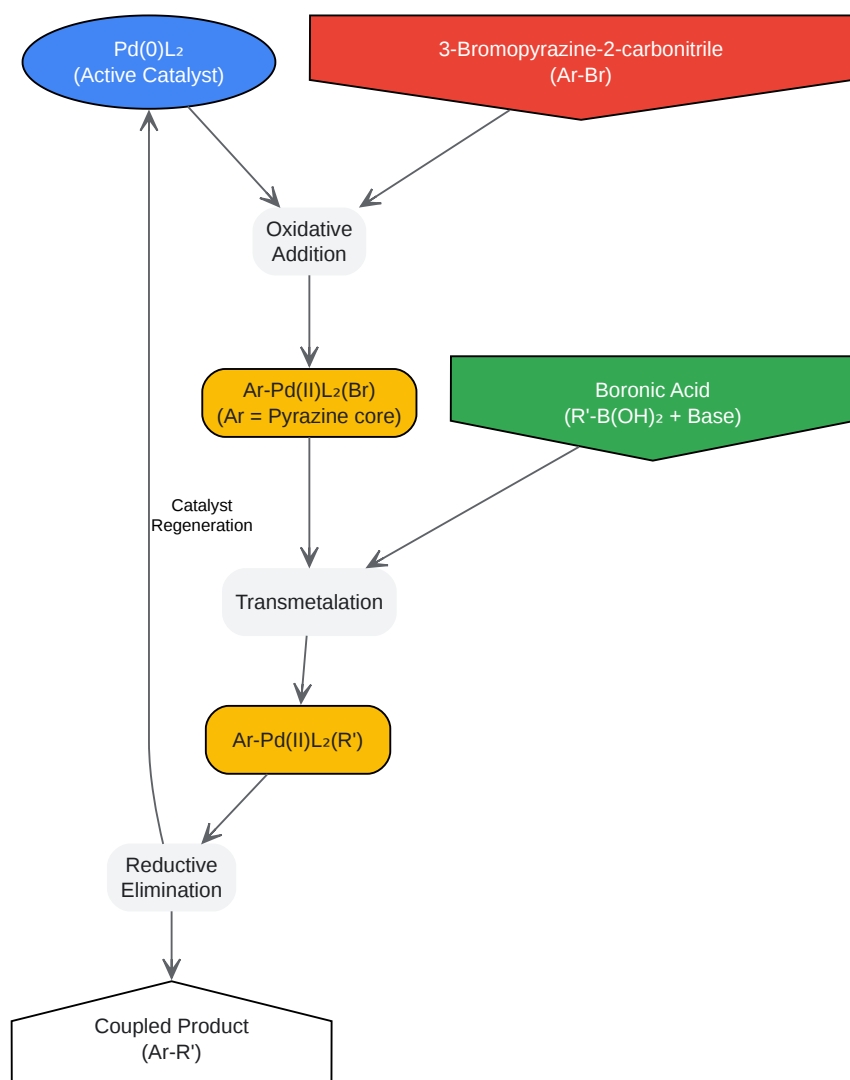 Pd(0)L₂
(Active Catalyst)
3-Bromopyrazine-2-carbonitrile
(Ar-Br)
Oxidative
Addition
Ar-Pd(II)L₂(Br)
(Ar = Pyrazine core)
Boronic Acid
(R'-B(OH)₂ + Base)
Catalyst
Regeneration
Transmetalation
Ar-Pd(II)L₂(R')
Reductive
Elimination
Coupled Product
(Ar-R')